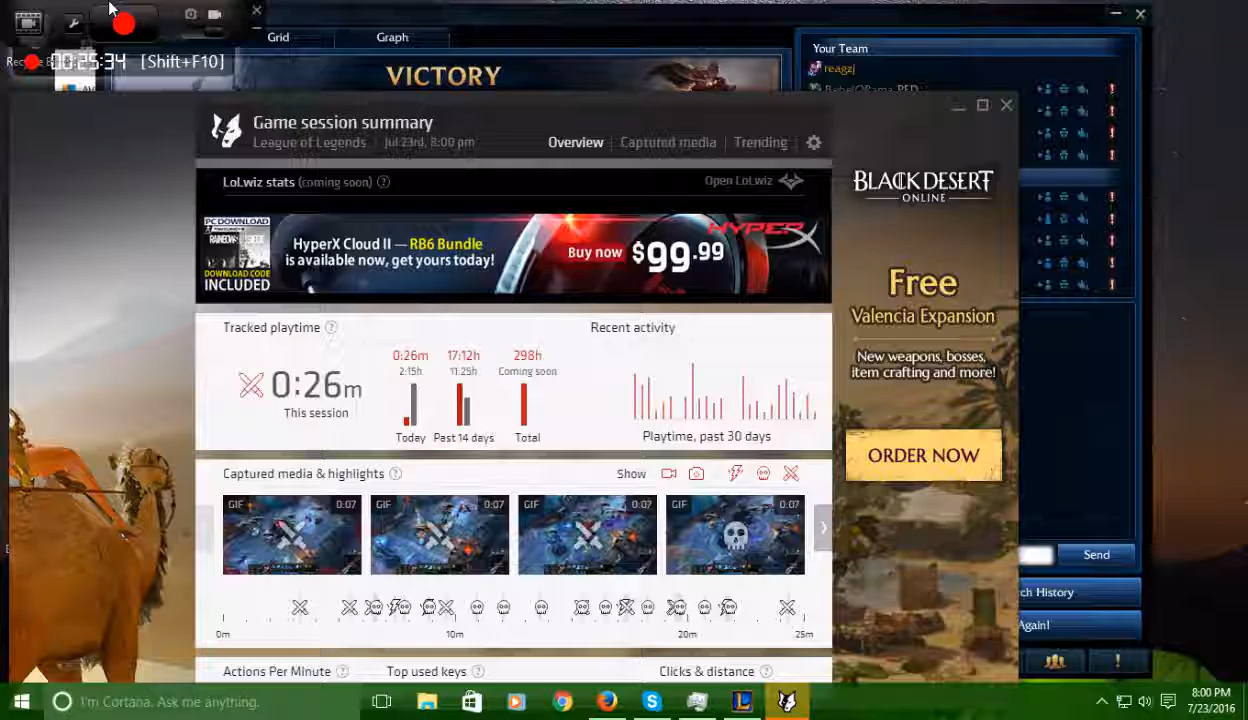 Grid
Graph
00:25:34 [Shift+F10]
VICTORY
Your Team
reagzj
Game session summary
League of Legends | Jul 23rd, 8:00 pm
Overview | Captured media | Trending
LoLwiz stats (coming soon) ?
Open LoLwiz
PC DOWNLOAD
DOWNLOAD CODE
INCLUDED
HyperX Cloud II — RB6 Bundle
is available now, get yours today!
Buy now $99.99
HYPERX
BLACK DESERT
ONLINE
Free
Valencia Expansion
New weapons, bosses,
item crafting and more!
ORDER NOW
Tracked playtime ?
Recent activity
0:26m
This session
0:26m 17:12h 298h
2:15h 11:25h Coming soon
Today Past 14 days Total
Playtime, past 30 days
Captured media & highlights ?
Show
GIF 0:07 GIF 0:07 GIF 0:07 GIF 0:07
0m 10m 20m 25m
Actions Per Minute ? Top used keys ? Clicks & distance ?
Send
ch History
Again!
I'm Cortana. Ask me anything.
8:00 PM
7/23/2016